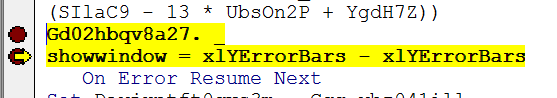 (SIlaC9 - 13 * UbsOn2P + YgdH7Z))
Gd02hbqv8a27. _
showwindow = xlYErrorBars - xlYErrorBars
On Error Resume Next